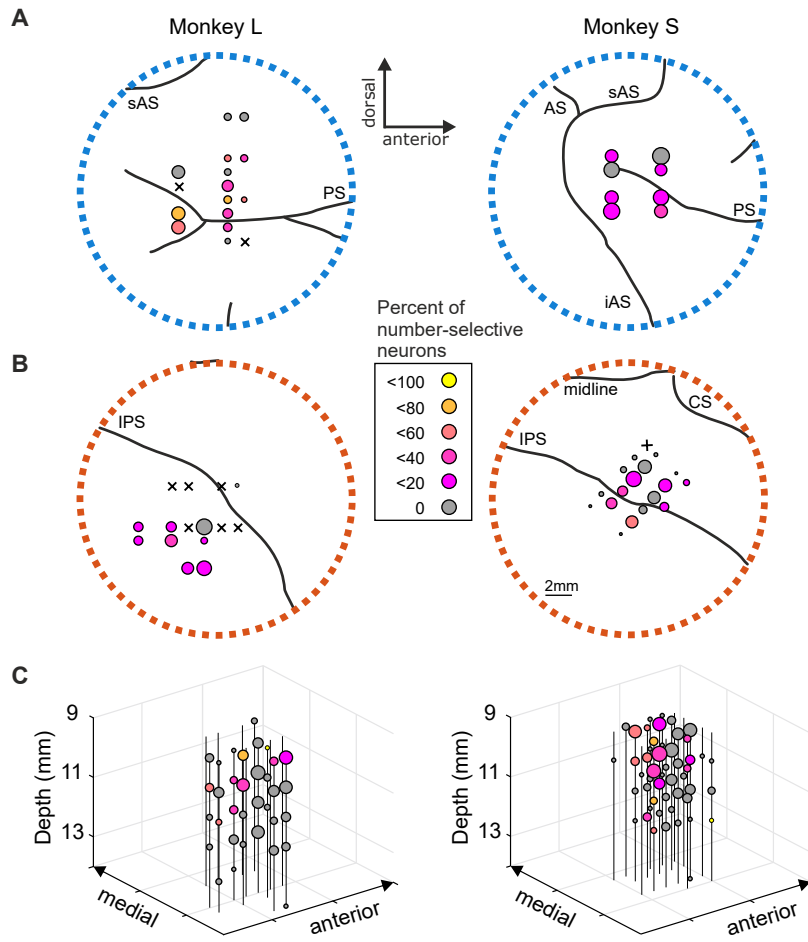 A
Monkey L
Monkey S
sAS
dorsal
anterior
PS
AS
sAS
PS
iAS
Percent of
number-selective
neurons
<100
<80
<60
<40
<20
0
B
IPS
midline
CS
IPS
2mm
C
9
11
13
Depth (mm)
medial
anterior
9
11
13
Depth (mm)
medial
anterior